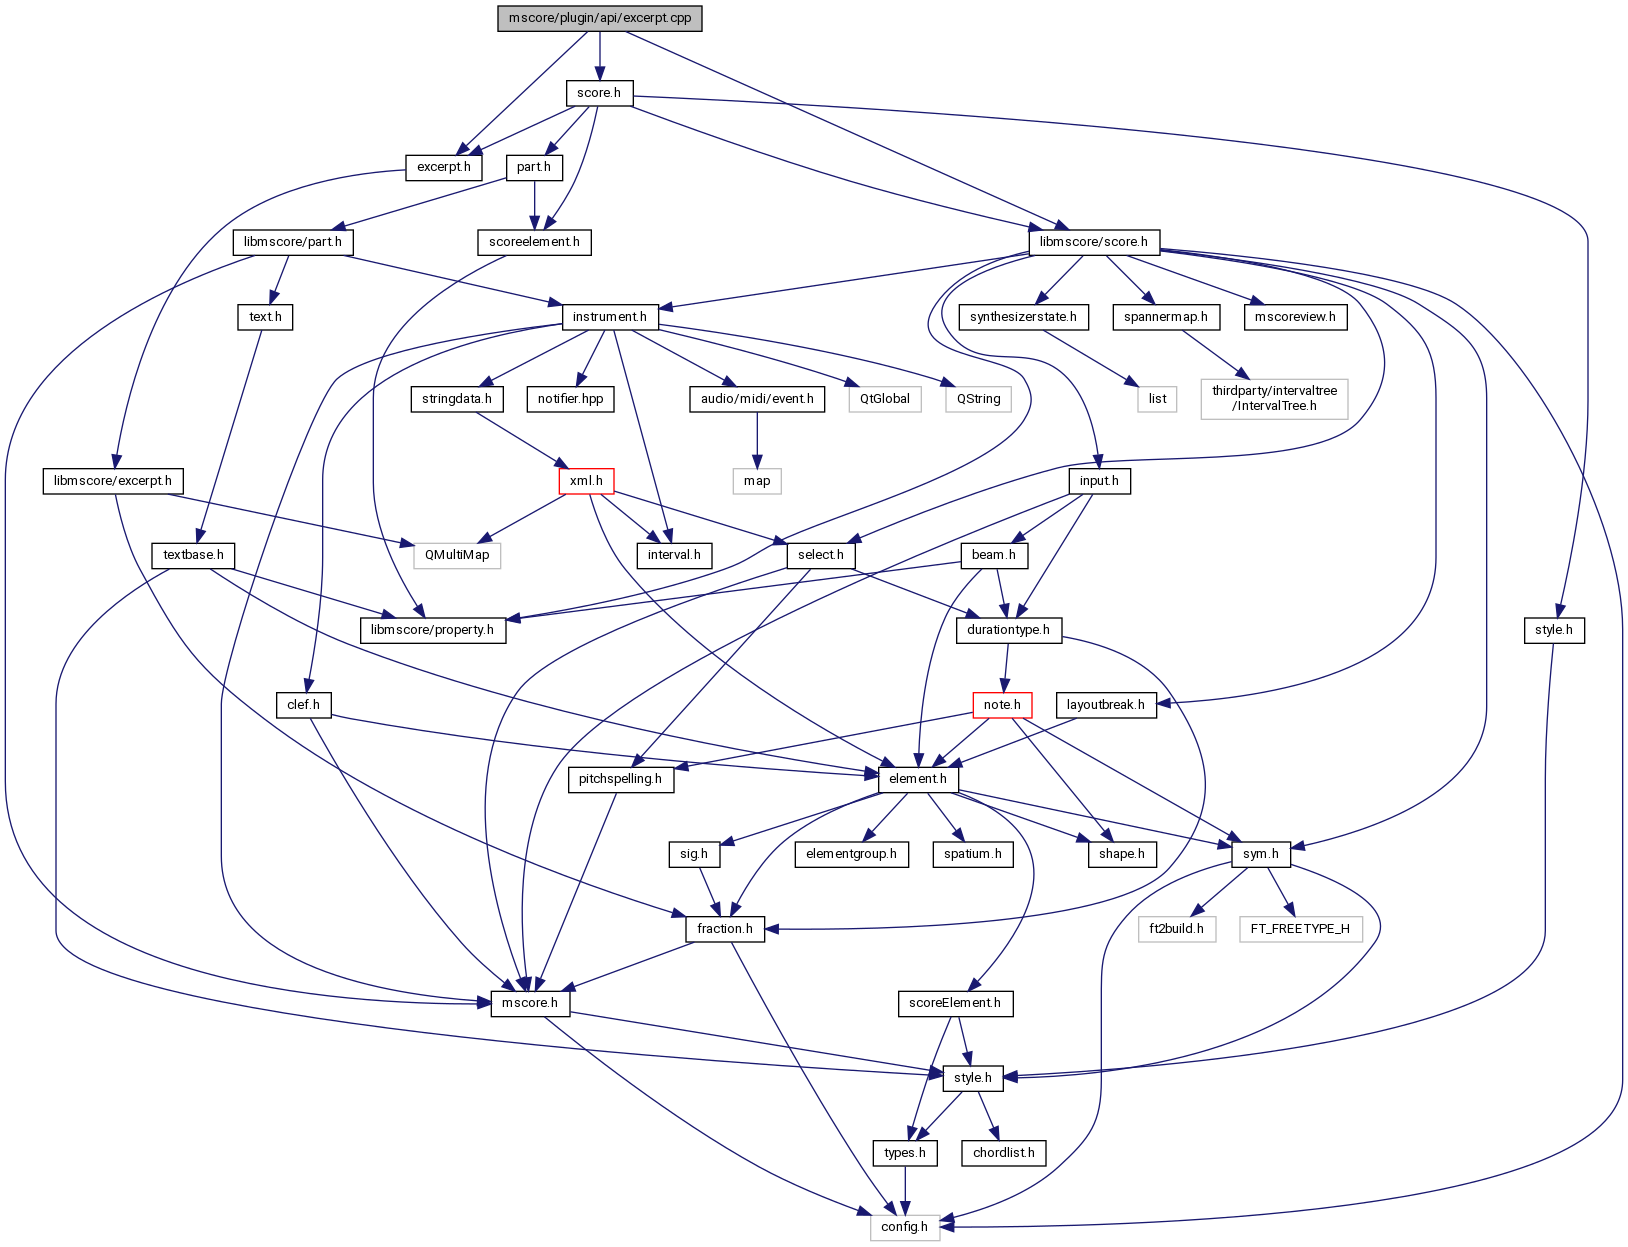 mscore/plugin/api/excerpt.cpp
score.h
excerpt.h
part.h
libmscore/part.h
scoreelement.h
libmscore/score.h
text.h
instrument.h
synthesizerstate.h
spannermap.h
mscoreview.h
stringdata.h
notifier.hpp
audio/midi/event.h
QtGlobal
QString
list
thirdparty/intervaltree
/IntervalTree.h
libmscore/excerpt.h
xml.h
map
input.h
textbase.h
QMultiMap
interval.h
select.h
beam.h
libmscore/property.h
durationtype.h
style.h
clef.h
note.h
layoutbreak.h
pitchspelling.h
element.h
sig.h
elementgroup.h
spatium.h
shape.h
sym.h
fraction.h
ft2build.h
FT_FREETYPE_H
mscore.h
scoreElement.h
style.h
types.h
chordlist.h
config.h